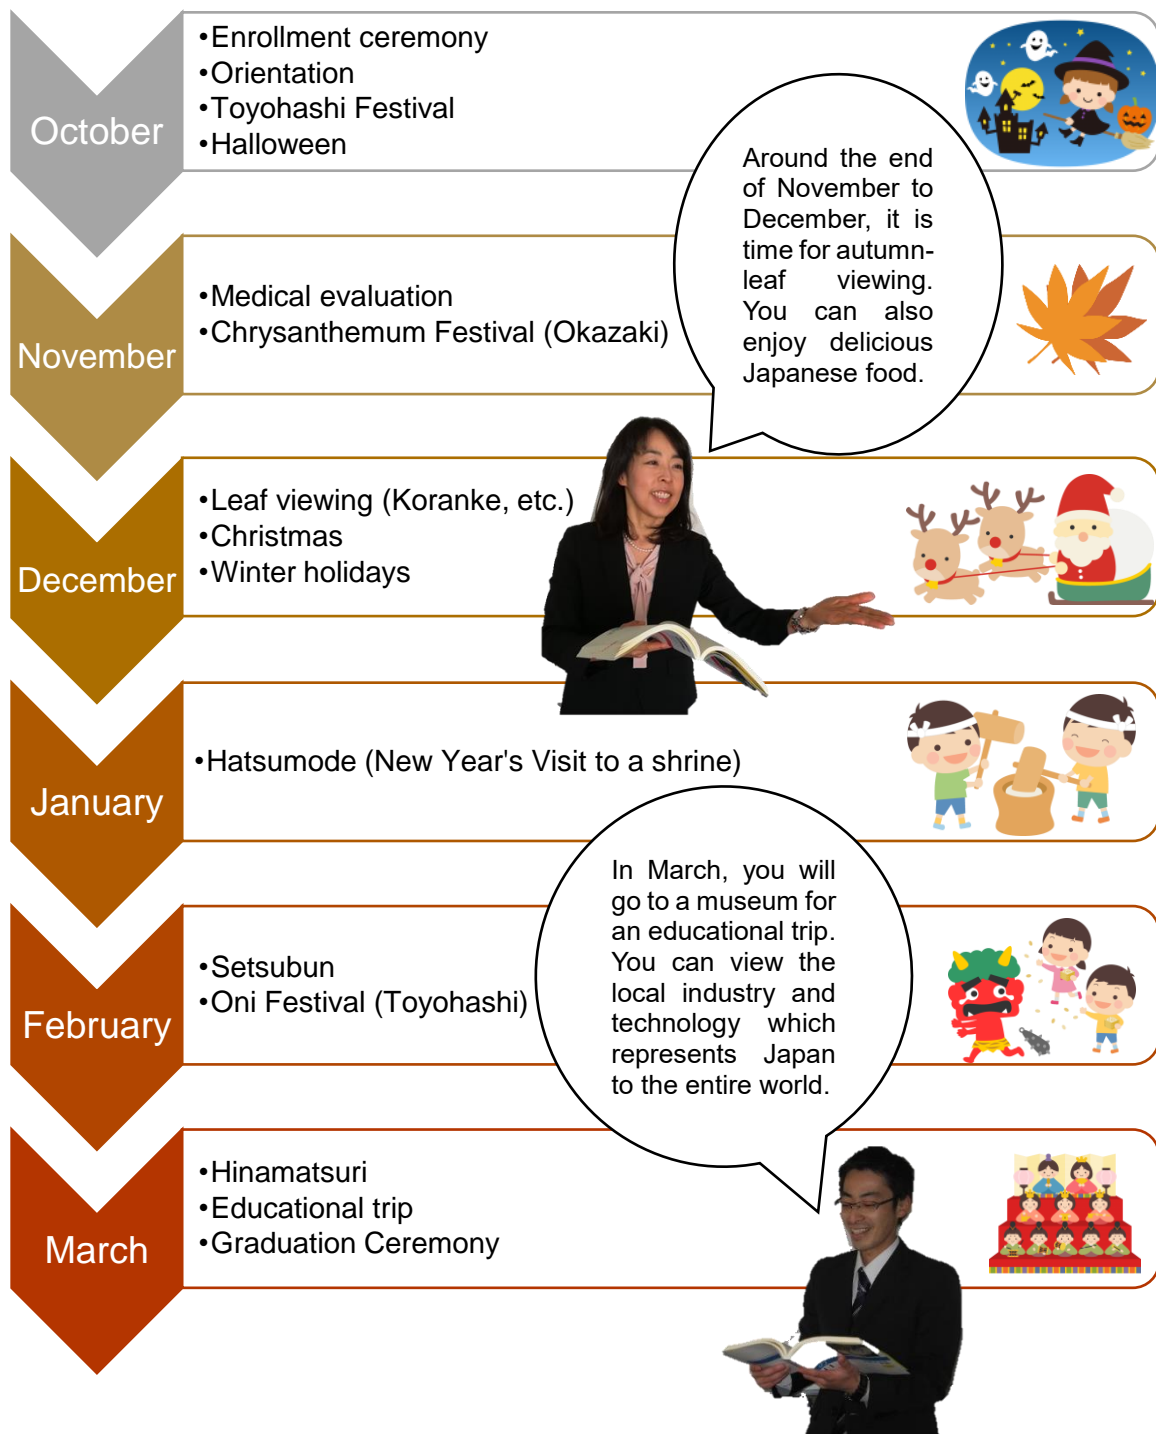 October
•Enrollment ceremony
•Orientation
•Toyohashi Festival
•Halloween
Around the end
of November to
December, it is
time for autumn-
leaf viewing.
You can also
enjoy delicious
Japanese food.
November
•Medical evaluation
•Chrysanthemum Festival (Okazaki)
December
•Leaf viewing (Koranke, etc.)
•Christmas
•Winter holidays
January
•Hatsumode (New Year's Visit to a shrine)
In March, you will
go to a museum for
an educational trip.
You can view the
local industry and
technology which
represents Japan
to the entire world.
February
•Setsubun
•Oni Festival (Toyohashi)
March
•Hinamatsuri
•Educational trip
•Graduation Ceremony